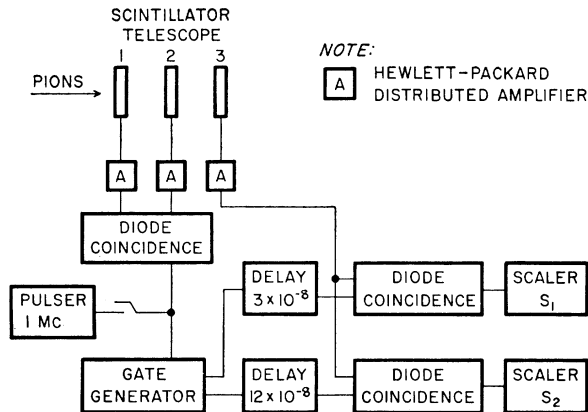 SCINTILLATOR
TELESCOPE
1 2 3
PIONS
NOTE:
A HEWLETT-PACKARD
DISTRIBUTED AMPLIFIER
A A A
DIODE
COINCIDENCE
PULSER
1 Mc
DELAY
3 x 10⁻⁸
DIODE
COINCIDENCE
SCALER
S₁
GATE
GENERATOR
DELAY
12 x 10⁻⁸
DIODE
COINCIDENCE
SCALER
S₂